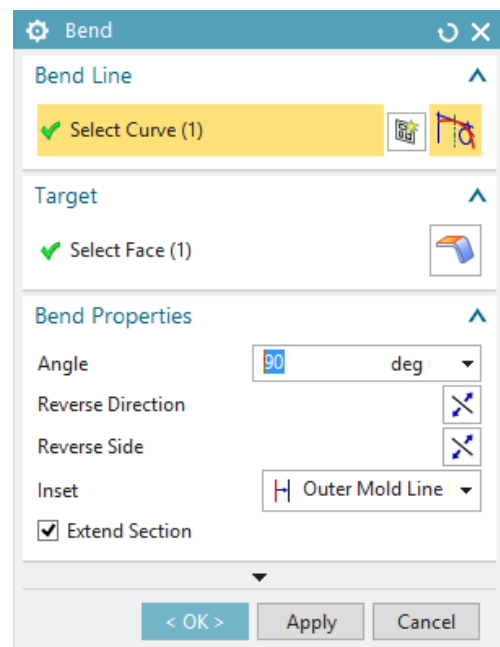 Bend
Bend Line
Select Curve (1)
Target
Select Face (1)
Bend Properties
Angle 90 deg
Reverse Direction
Reverse Side
Inset Outer Mold Line
Extend Section
< OK > Apply Cancel